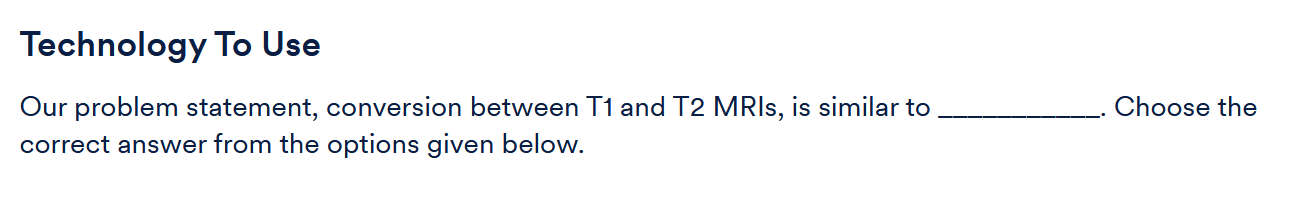 Technology To Use
Our problem statement, conversion between T1 and T2 MRIs, is similar to ___________. Choose the
correct answer from the options given below.